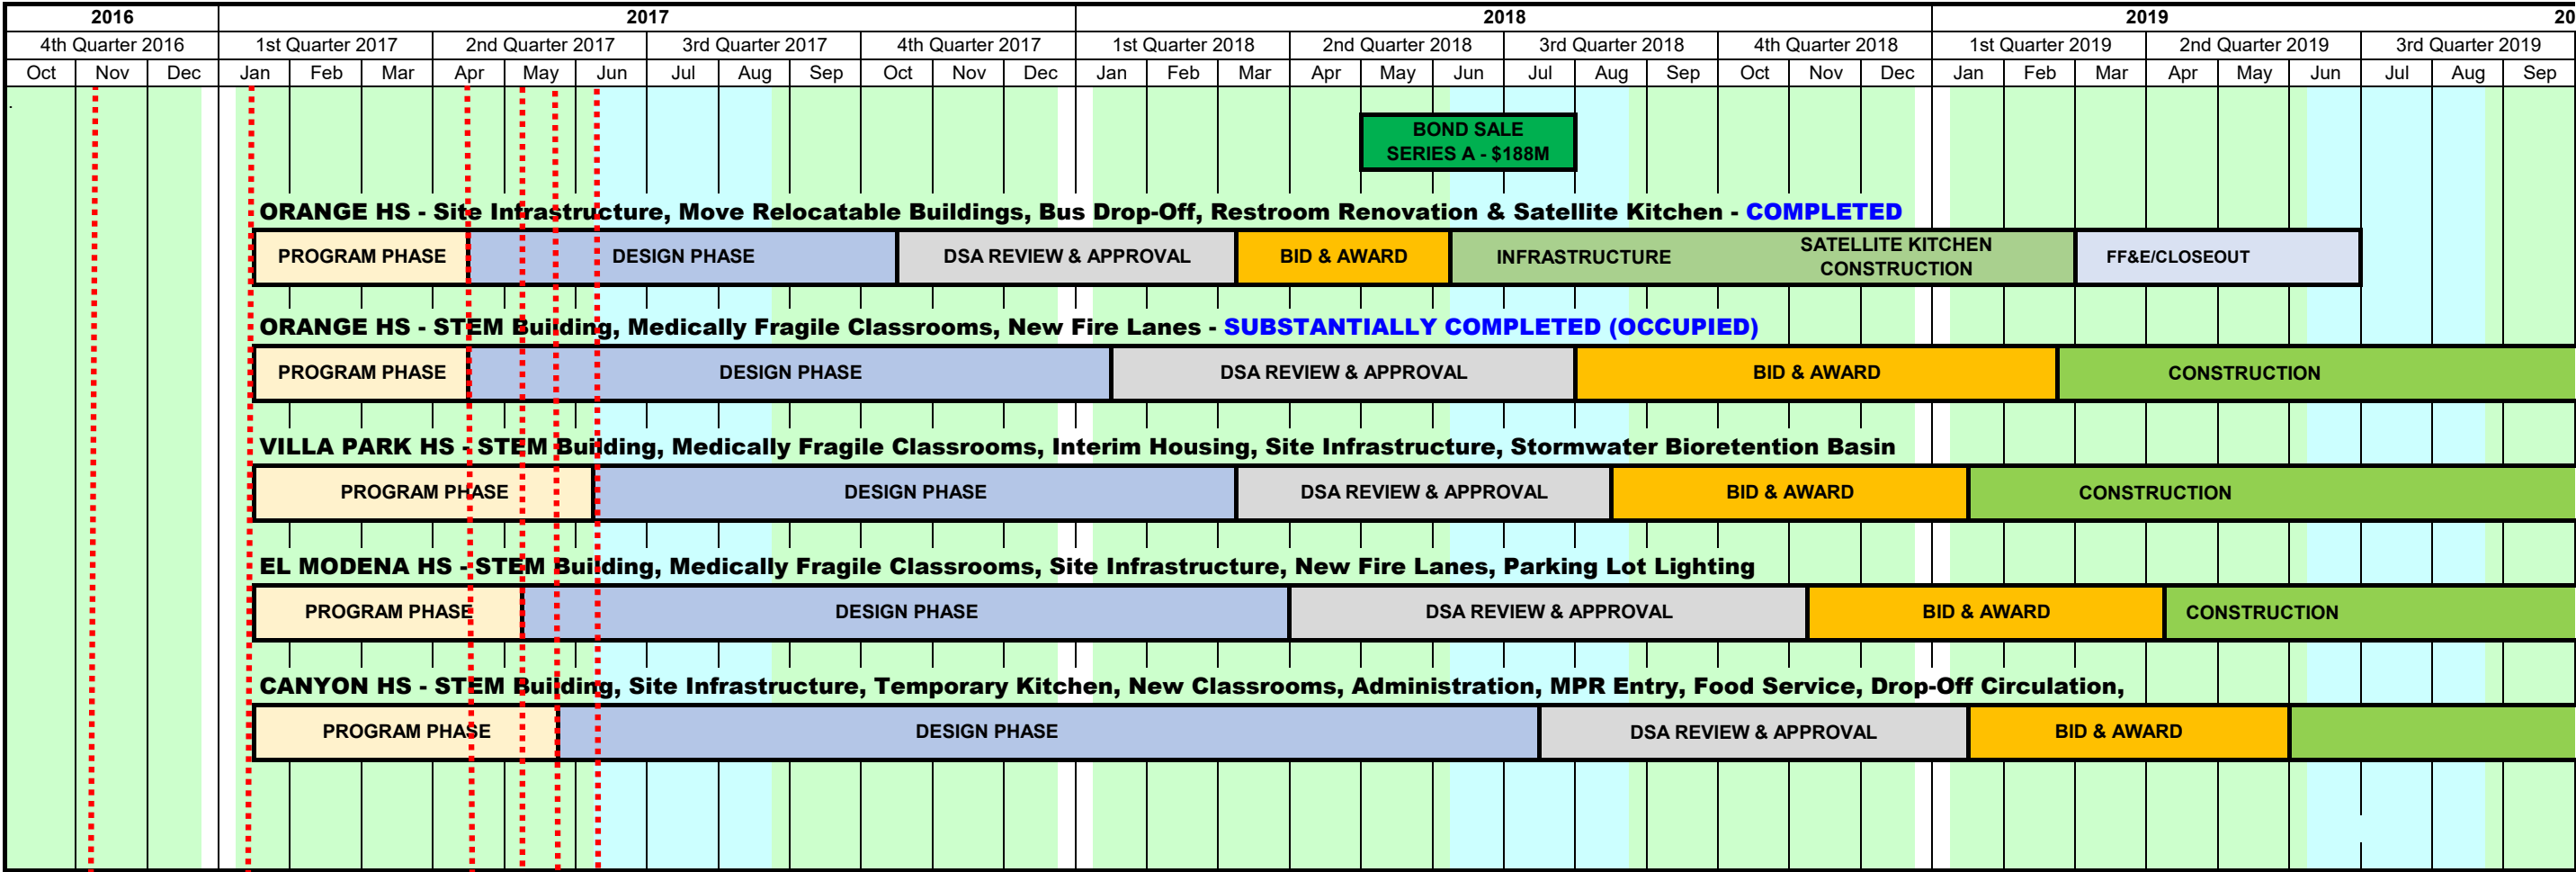 2016 2017 2018 2019 20
4th Quarter 2016 1st Quarter 2017 2nd Quarter 2017 3rd Quarter 2017 4th Quarter 2017 1st Quarter 2018 2nd Quarter 2018 3rd Quarter 2018 4th Quarter 2018 1st Quarter 2019 2nd Quarter 2019 3rd Quarter 2019
Oct Nov Dec Jan Feb Mar Apr May Jun Jul Aug Sep Oct Nov Dec Jan Feb Mar Apr May Jun Jul Aug Sep Oct Nov Dec Jan Feb Mar Apr May Jun Jul Aug Sep
.
BOND SALE
SERIES A - $188M
ORANGE HS - Site Infrastructure, Move Relocatable Buildings, Bus Drop-Off, Restroom Renovation & Satellite Kitchen - COMPLETED
PROGRAM PHASE DESIGN PHASE DSA REVIEW & APPROVAL BID & AWARD INFRASTRUCTURE SATELLITE KITCHEN
CONSTRUCTION FF&E/CLOSEOUT
ORANGE HS - STEM Building, Medically Fragile Classrooms, New Fire Lanes - SUBSTANTIALLY COMPLETED (OCCUPIED)
PROGRAM PHASE DESIGN PHASE DSA REVIEW & APPROVAL BID & AWARD CONSTRUCTION
VILLA PARK HS - STEM Building, Medically Fragile Classrooms, Interim Housing, Site Infrastructure, Stormwater Bioretention Basin
PROGRAM PHASE DESIGN PHASE DSA REVIEW & APPROVAL BID & AWARD CONSTRUCTION
EL MODENA HS - STEM Building, Medically Fragile Classrooms, Site Infrastructure, New Fire Lanes, Parking Lot Lighting
PROGRAM PHASE DESIGN PHASE DSA REVIEW & APPROVAL BID & AWARD CONSTRUCTION
CANYON HS - STEM Building, Site Infrastructure, Temporary Kitchen, New Classrooms, Administration, MPR Entry, Food Service, Drop-Off Circulation,
PROGRAM PHASE DESIGN PHASE DSA REVIEW & APPROVAL BID & AWARD